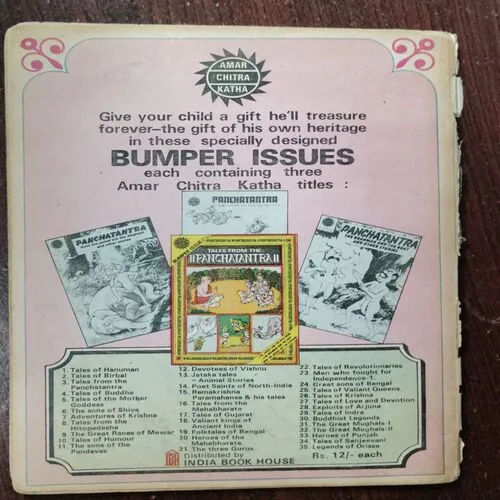 AMAR
CHITRA
KATHA
Give your child a gift he'll treasure
forever—the gift of his own heritage
in these specially designed
BUMPER ISSUES
each containing three
Amar Chitra Katha titles :
PANCHATANTRA
PANCHATANTRA
TALES FROM THE
PANCHATANTRA
PANCHATANTRA
1. Tales of Hanuman
2. Tales of Birbal
3. Tales from the
Panchatantra
4. Tales of Buddha
5. Tales of the Mother
Goddess
6. The sons of Shiva
7. Adventures of Krishna
8. Tales from the
Hitopadesha
9. The Great Ranas of Mewar
10. Tales of Humour
11. The sons of the
Pandavas
12. Devotees of Vishnu
13. Jataka tales
- Animal Stories
14. Poet Saints of North-India
15. Ramakrishna
Paramahansa & his tales
16. Tales from the
Mahabharata
17. Tales of Gujarat
18. Valiant Kings of
Ancient India
19. Folktales of Bengal
20. Heroes of the
Mahabharata
21. The three Gurus
22. Tales of Revolutionaries
23. Men who fought for
Independence-1
24. Great sons of Bengal
25. Tales of Valiant Queens
26. Tales of Krishna
27. Tales of Love and Devotion
28. Exploits of Arjuna
29. Tales of Indra
30. Buddhist Legends
31. The Great Mughals-I
32. The Great Mughals-II
33. Heroes of Punjab
34. Tales of Sanjeevani
35. Legends of Orissa
IBH
Distributed by
INDIA BOOK HOUSE
Rs. 12/- each